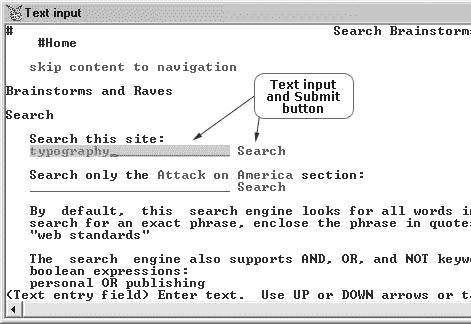 Text input
# Search Brainstorm
#Home
skip content to navigation
Brainstorms and Raves
Text input
and Submit
button
Search
Search this site:
typography_ Search
Search only the Attack on America section:
Search
By default, this search engine looks for all words in
search for an exact phrase, enclose the phrase in quote
"web standards"
The search engine also supports AND, OR, and NOT keyw
boolean expressions:
personal OR publishing
(Text entry field) Enter text. Use UP or DOWN arrows or t